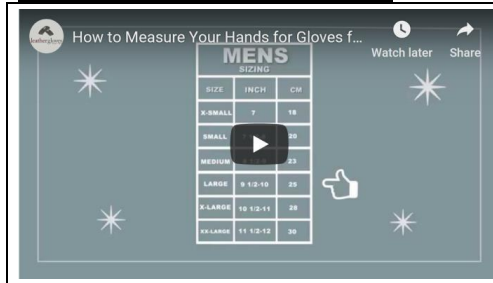 How to Measure Your Hands for Gloves f...
Watch later
Share
MENS
SIZING
SIZE INCH CM
X-SMALL 7 18
SMALL 20
MEDIUM 23
LARGE 9 1/2-10 25
X-LARGE 10 1/2-11 28
XX-LARGE 11 1/2-12 30